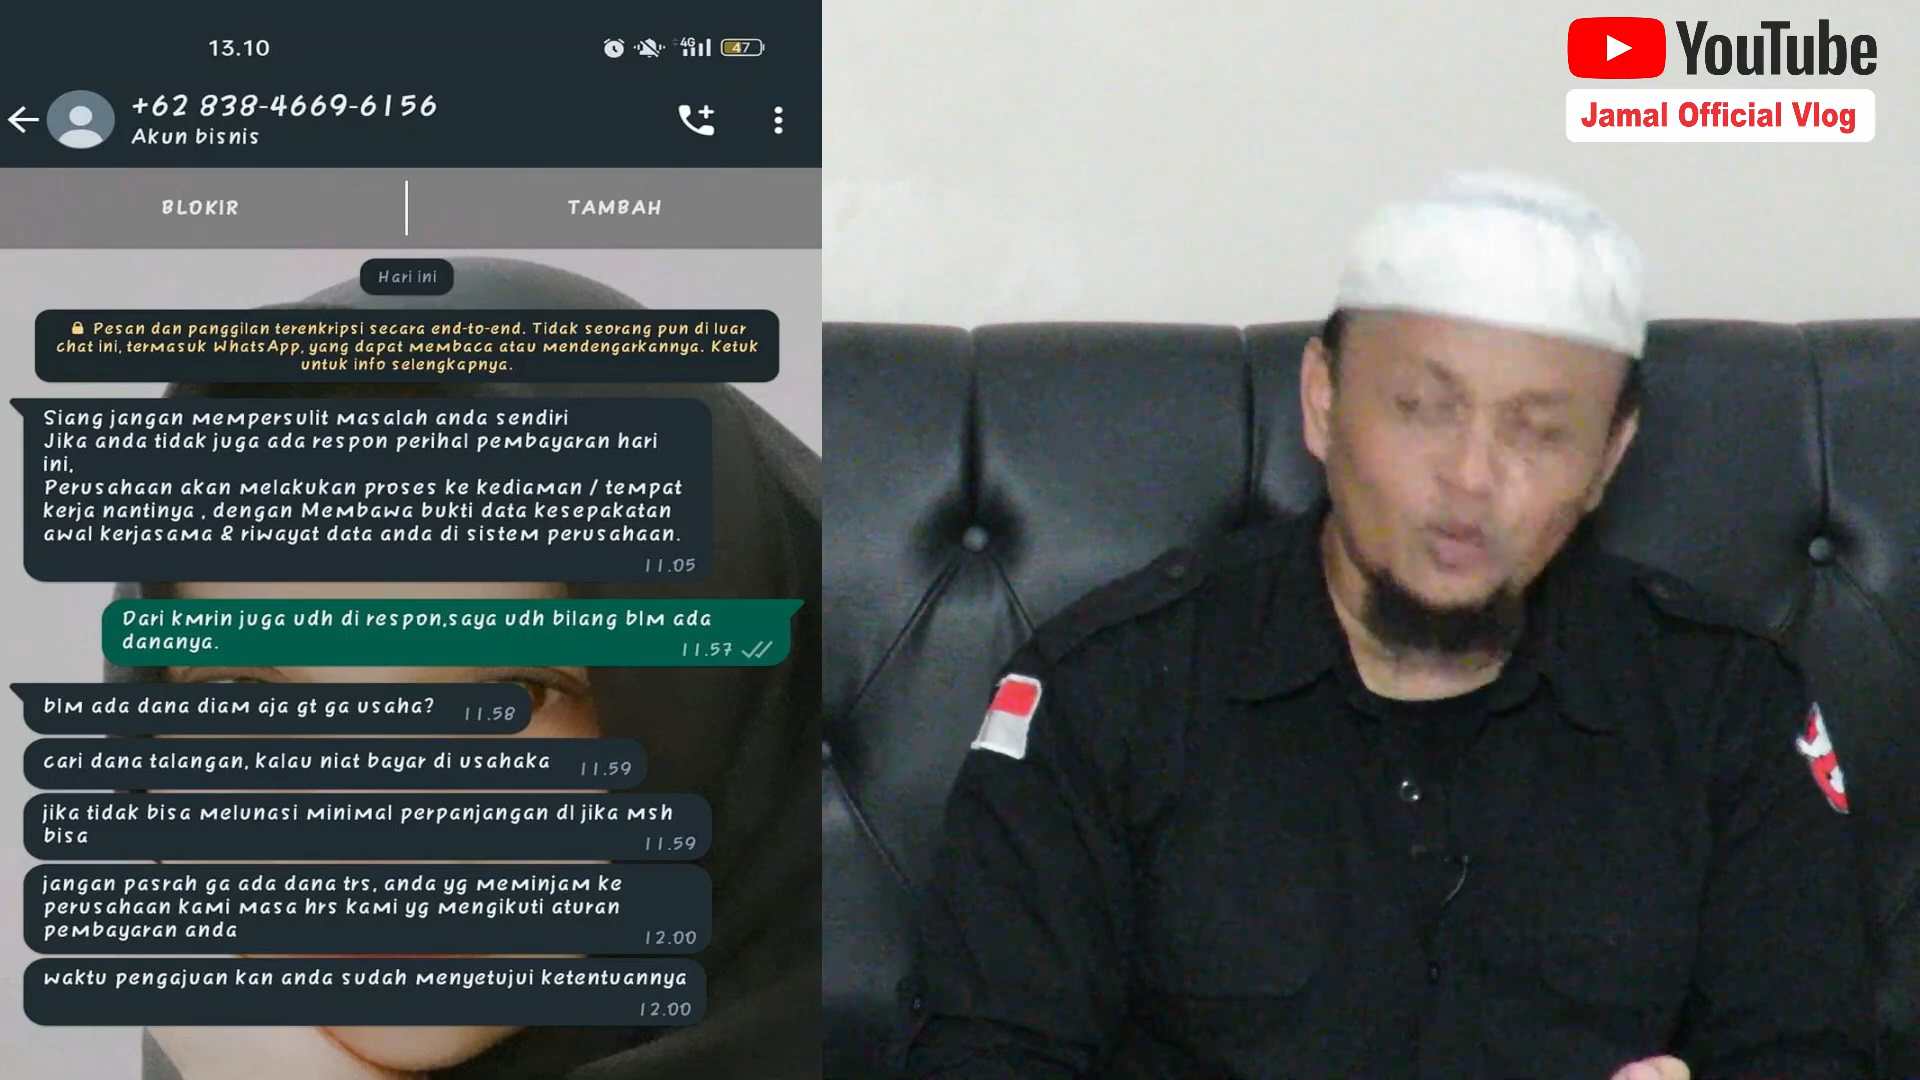 13.10
4G
47
+62 838-4669-6156
Akun bisnis
BLOKIR
TAMBAH
Hari ini
Pesan dan panggilan terenkripsi secara end-to-end. Tidak seorang pun di luar
chat ini, termasuk WhatsApp, yang dapat membaca atau mendengarkannya. Ketuk
untuk info selengkapnya.
Siang jangan mempersulit masalah anda sendiri
Jika anda tidak juga ada respon perihal pembayaran hari
ini,
Perusahaan akan melakukan proses ke kediaman / tempat
kerja nantinya , dengan Membawa bukti data kesepakatan
awal kerjasama & riwayat data anda di sistem perusahaan.
11.05
Dari kmrin juga udh di respon,saya udh bilang blm ada
dananya.
11.57
blm ada dana diam aja gt ga usaha?
11.58
cari dana talangan, kalau niat bayar di usahaka
11.59
jika tidak bisa melunasi minimal perpanjangan dl jika msh
bisa
11.59
jangan pasrah ga ada dana trs, anda yg meminjam ke
perusahaan kami masa hrs kami yg mengikuti aturan
pembayaran anda
12.00
waktu pengajuan kan anda sudah menyetujui ketentuannya
12.00
YouTube
Jamal Official Vlog